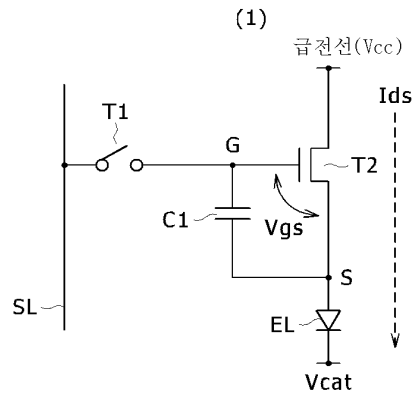 (1)
급전선(Vcc)
Ids
T1
G
T2
C1
Vgs
S
SL
EL
Vcat